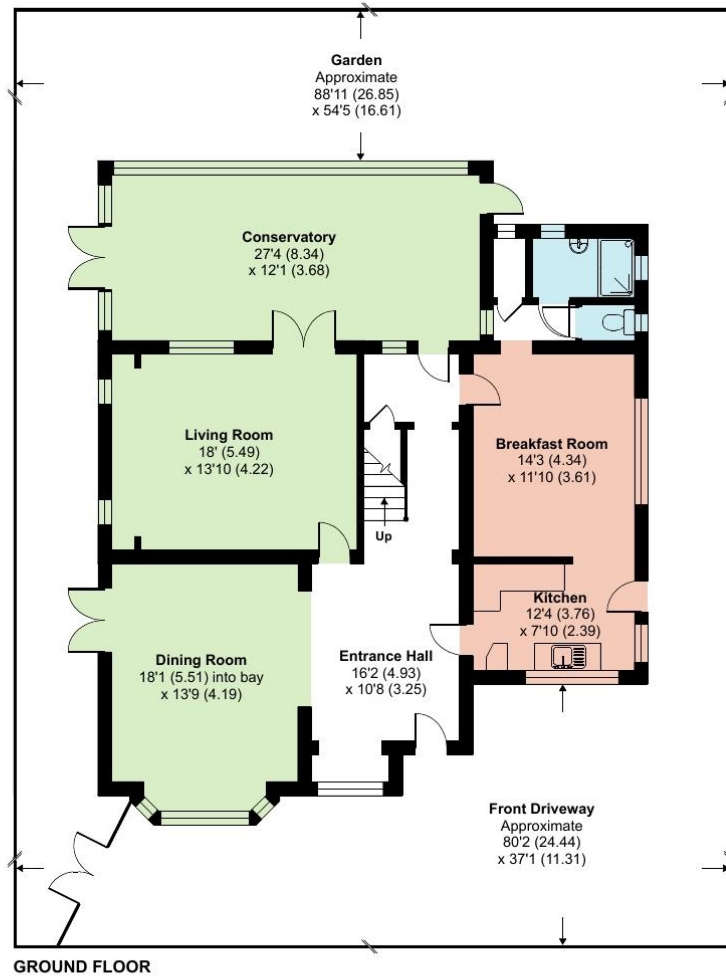 Garden
Approximate
88'11 (26.85)
x 54'5 (16.61)
Conservatory
27'4 (8.34)
x 12'1 (3.68)
Living Room
18' (5.49)
x 13'10 (4.22)
Breakfast Room
14'3 (4.34)
x 11'10 (3.61)
Up
Kitchen
12'4 (3.76)
x 7'10 (2.39)
Dining Room
18'1 (5.51) into bay
x 13'9 (4.19)
Entrance Hall
16'2 (4.93)
x 10'8 (3.25)
Front Driveway
Approximate
80'2 (24.44)
x 37'1 (11.31)
GROUND FLOOR